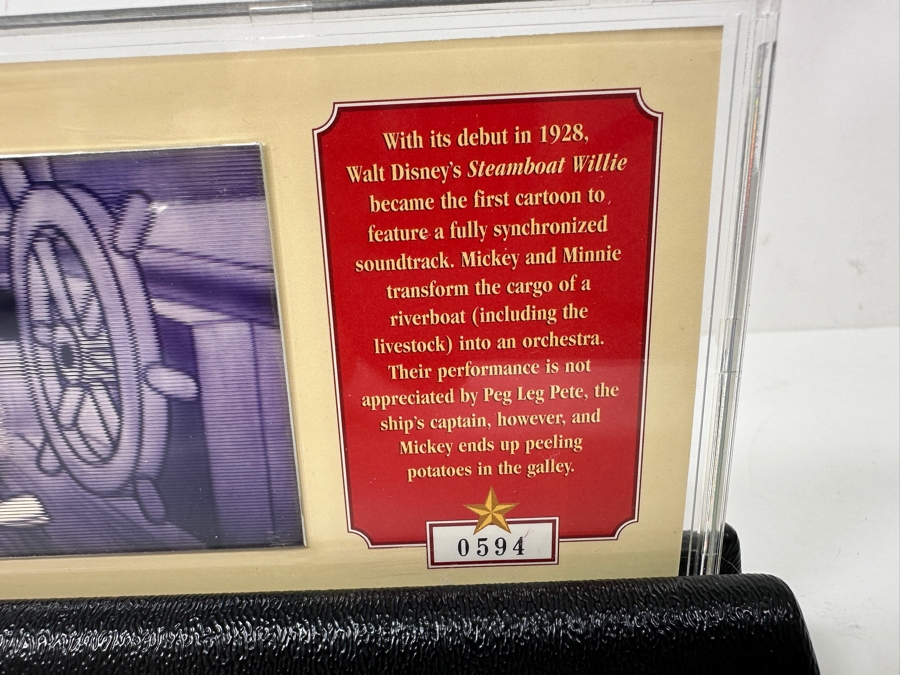 With its debut in 1928,
Walt Disney's Steamboat Willie
became the first cartoon to
feature a fully synchronized
soundtrack. Mickey and Minnie
transform the cargo of a
riverboat (including the
livestock) into an orchestra.
Their performance is not
appreciated by Peg Leg Pete, the
ship's captain, however, and
Mickey ends up peeling
potatoes in the galley.
0594